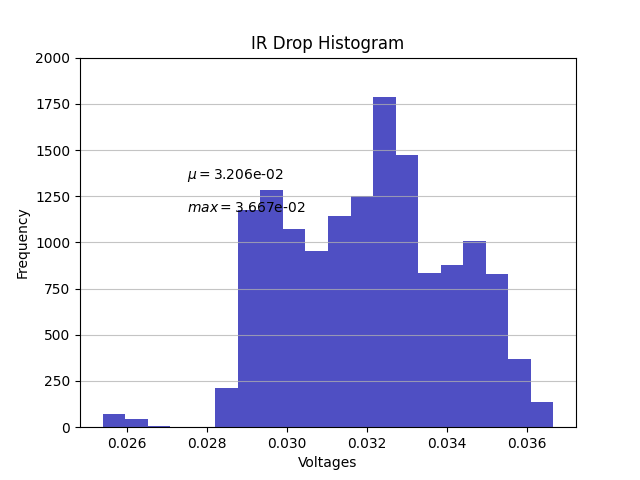 IR Drop Histogram
2000
1750
1500
1250
1000
750
500
250
0
Frequency
μ = 3.206e-02
max = 3.667e-02
0.026 0.028 0.030 0.032 0.034 0.036
Voltages